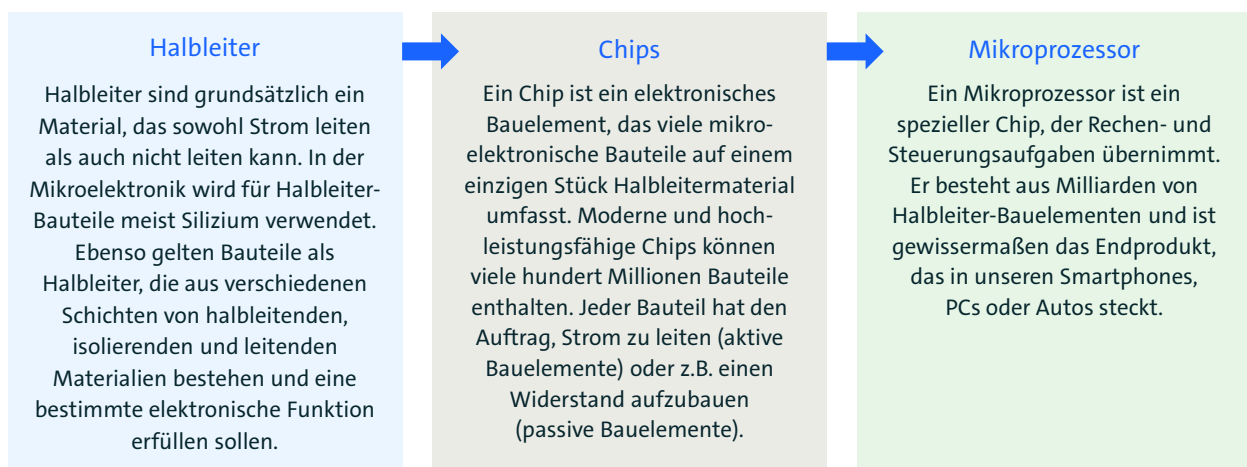 Halbleiter
Halbleiter sind grundsätzlich ein
Material, das sowohl Strom leiten
als auch nicht leiten kann. In der
Mikroelektronik wird für Halbleiter-
Bauteile meist Silizium verwendet.
Ebenso gelten Bauteile als
Halbleiter, die aus verschiedenen
Schichten von halbleitenden,
isolierenden und leitenden
Materialien bestehen und eine
bestimmte elektronische Funktion
erfüllen sollen.
Chips
Ein Chip ist ein elektronisches
Bauelement, das viele mikro-
elektronische Bauteile auf einem
einzigen Stück Halbleitermaterial
umfasst. Moderne und hoch-
leistungsfähige Chips können
viele hundert Millionen Bauteile
enthalten. Jeder Bauteil hat den
Auftrag, Strom zu leiten (aktive
Bauelemente) oder z.B. einen
Widerstand aufzubauen
(passive Bauelemente).
Mikroprozessor
Ein Mikroprozessor ist ein
spezieller Chip, der Rechen- und
Steuerungsaufgaben übernimmt.
Er besteht aus Milliarden von
Halbleiter-Bauelementen und ist
gewissermaßen das Endprodukt,
das in unseren Smartphones,
PCs oder Autos steckt.